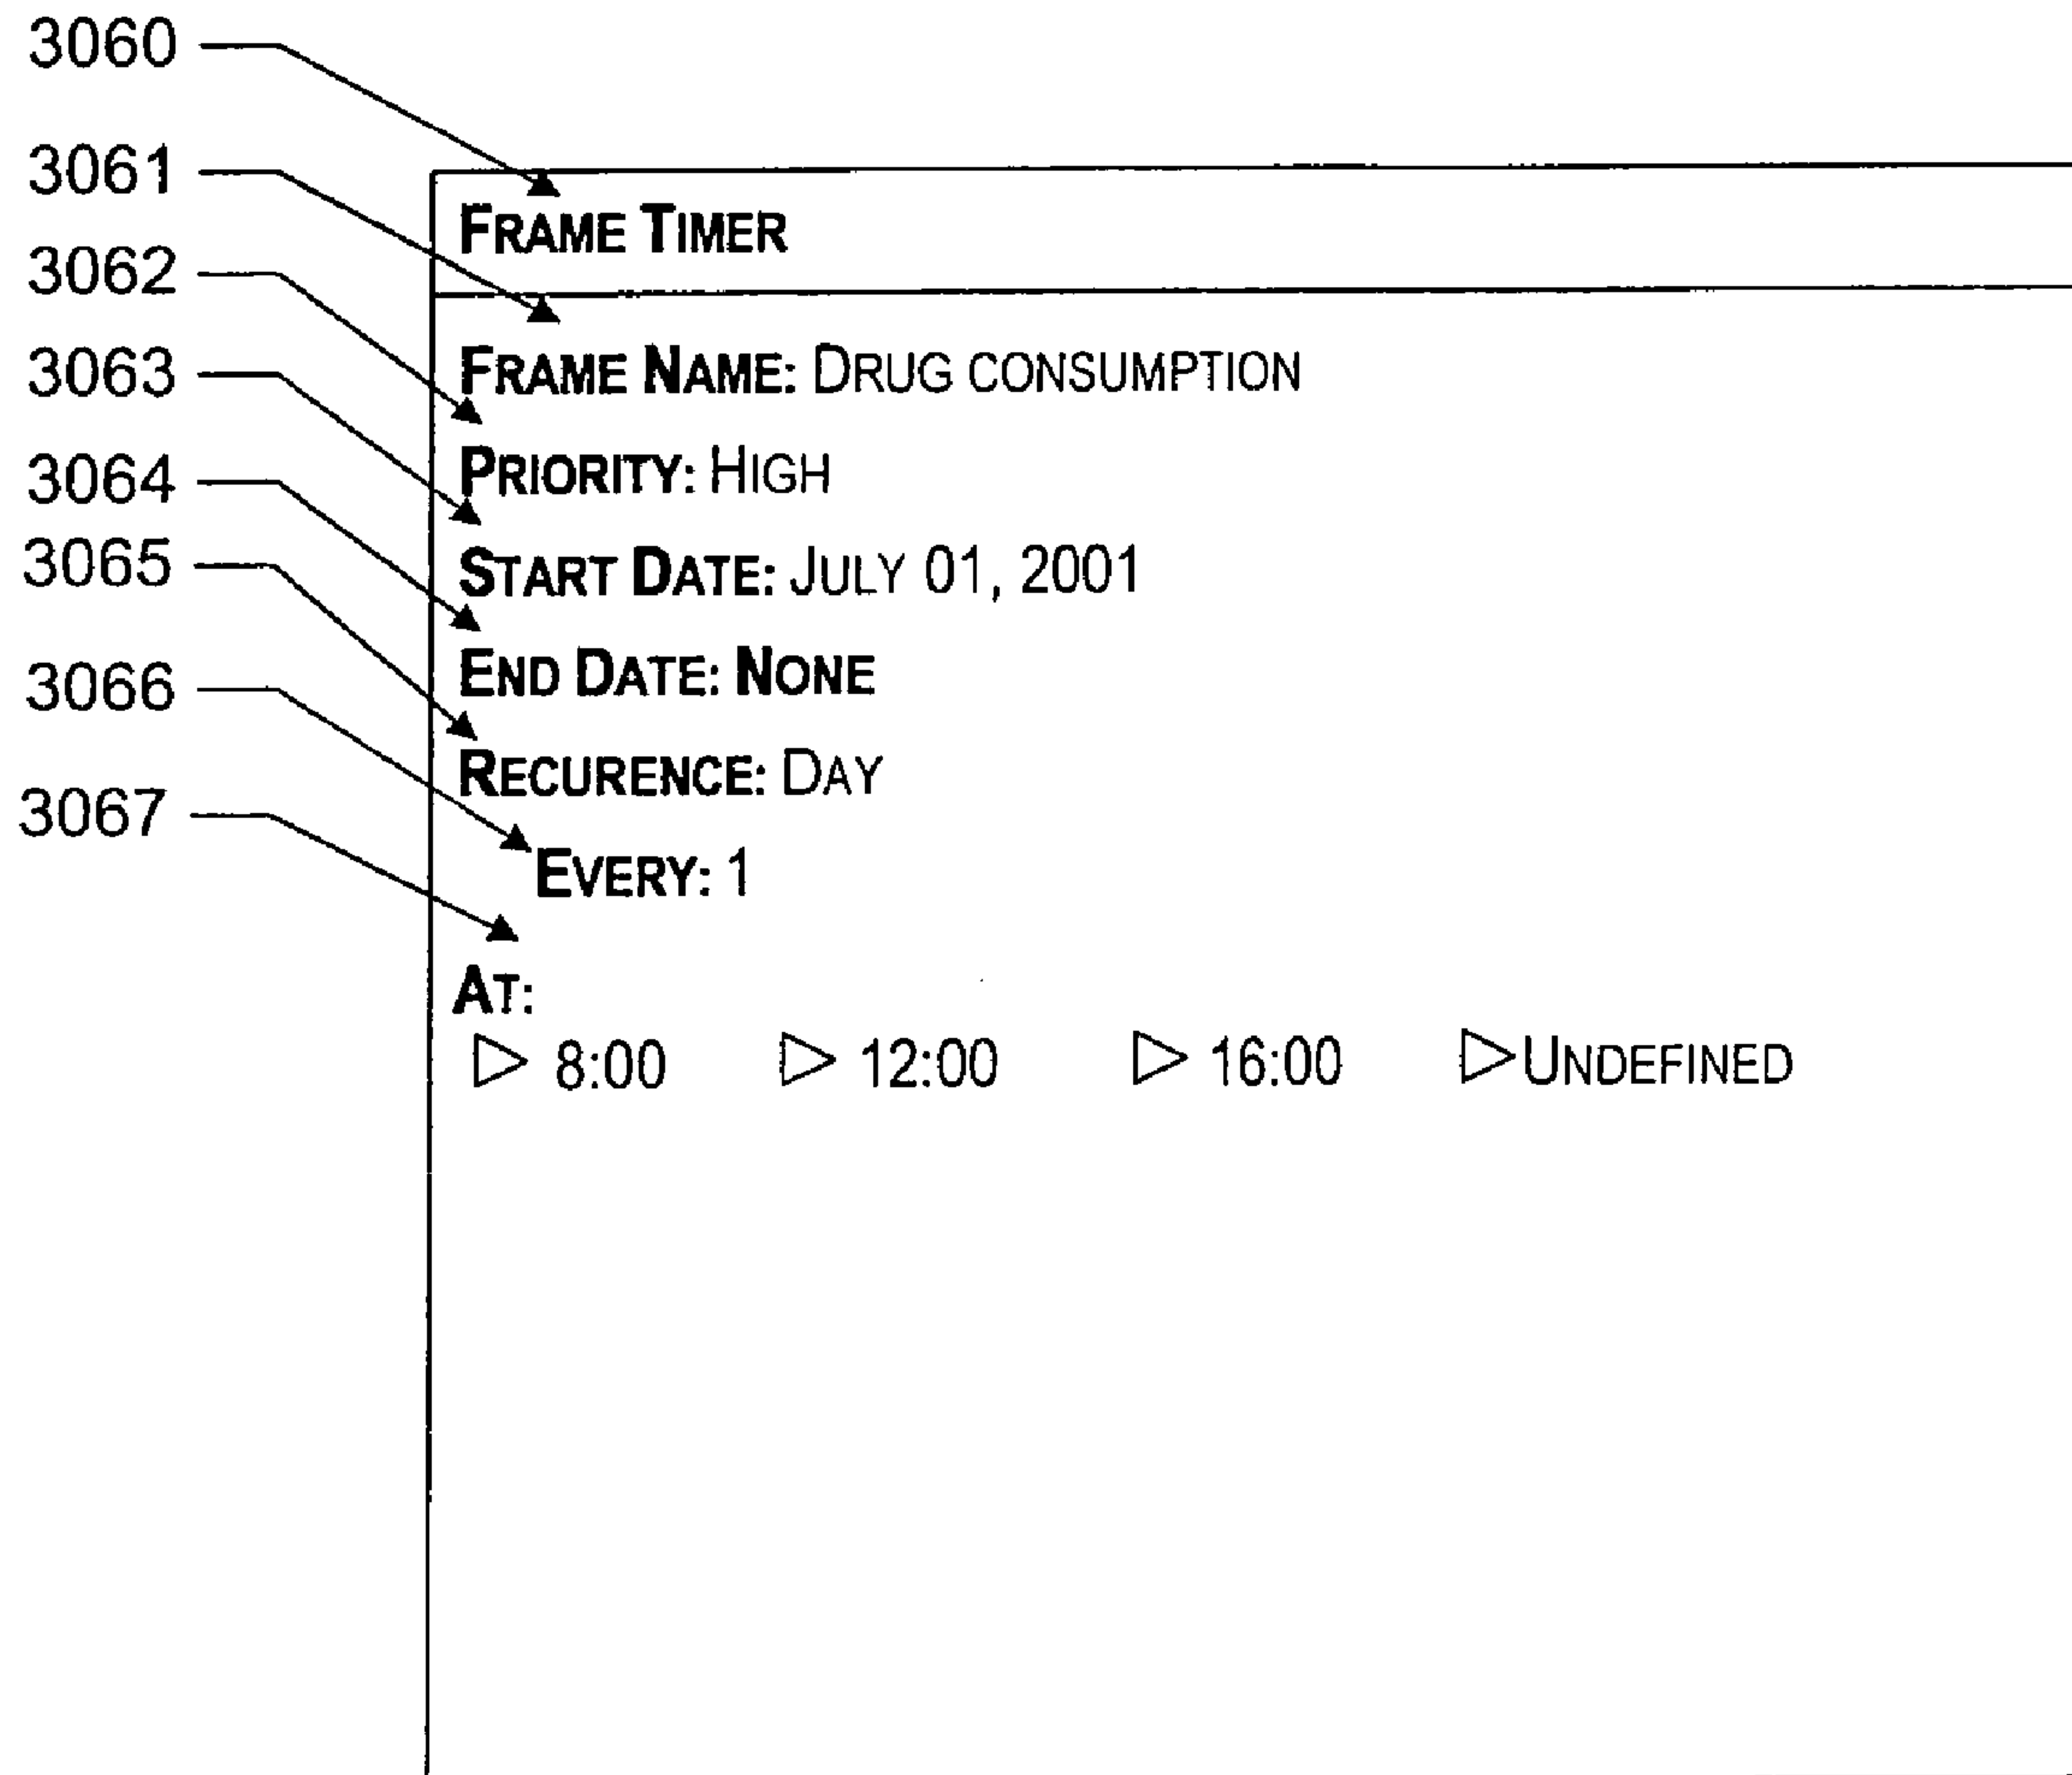 3060
3061
FRAME TIMER
3062
3063
FRAME NAME: DRUG CONSUMPTION
3064
PRIORITY: HIGH
3065
START DATE: JULY 01, 2001
3066
END DATE: NONE
3067
RECURENCE: DAY
EVERY: 1
AT:
▷ 8:00 ▷ 12:00 ▷ 16:00 ▷ UNDEFINED